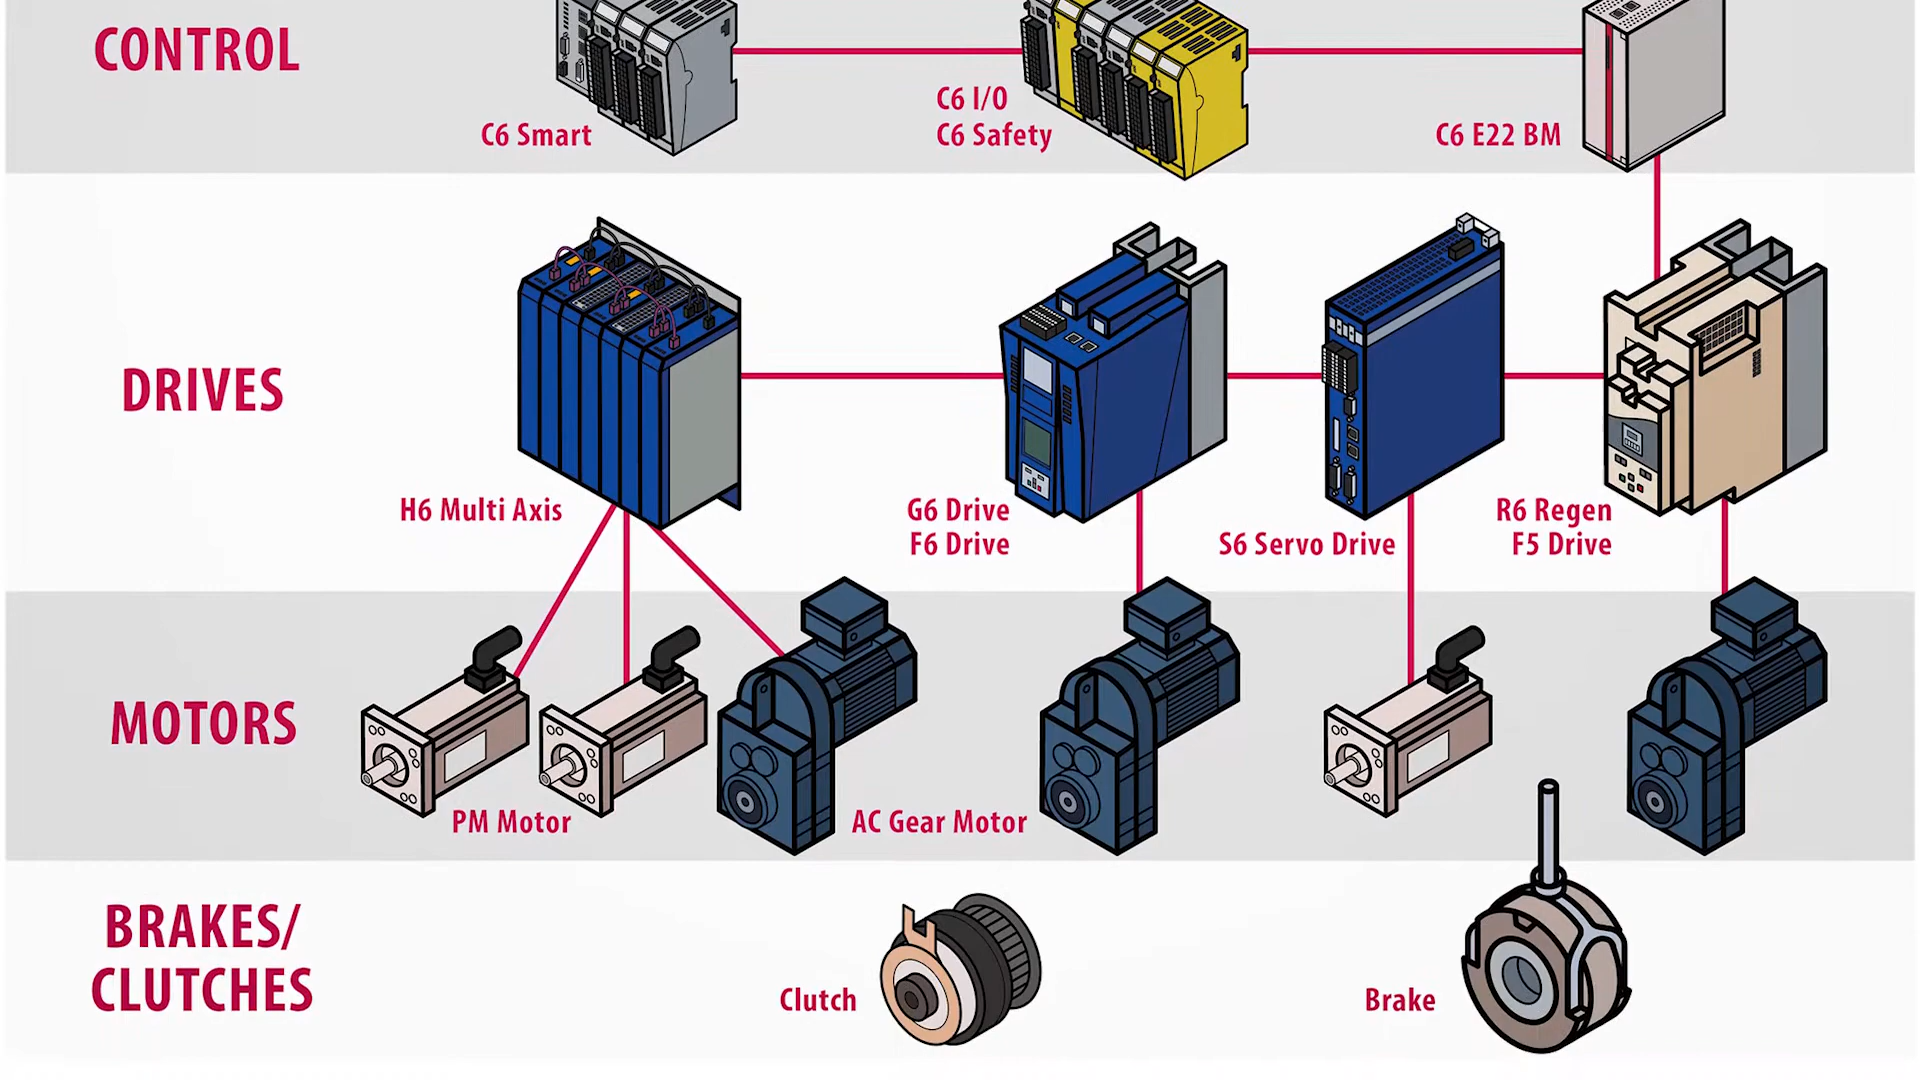 CONTROL
C6 Smart
C6 I/O
C6 Safety
C6 E22 BM
DRIVES
H6 Multi Axis
G6 Drive
F6 Drive
S6 Servo Drive
R6 Regen
F5 Drive
MOTORS
PM Motor
AC Gear Motor
BRAKES/
CLUTCHES
Clutch
Brake